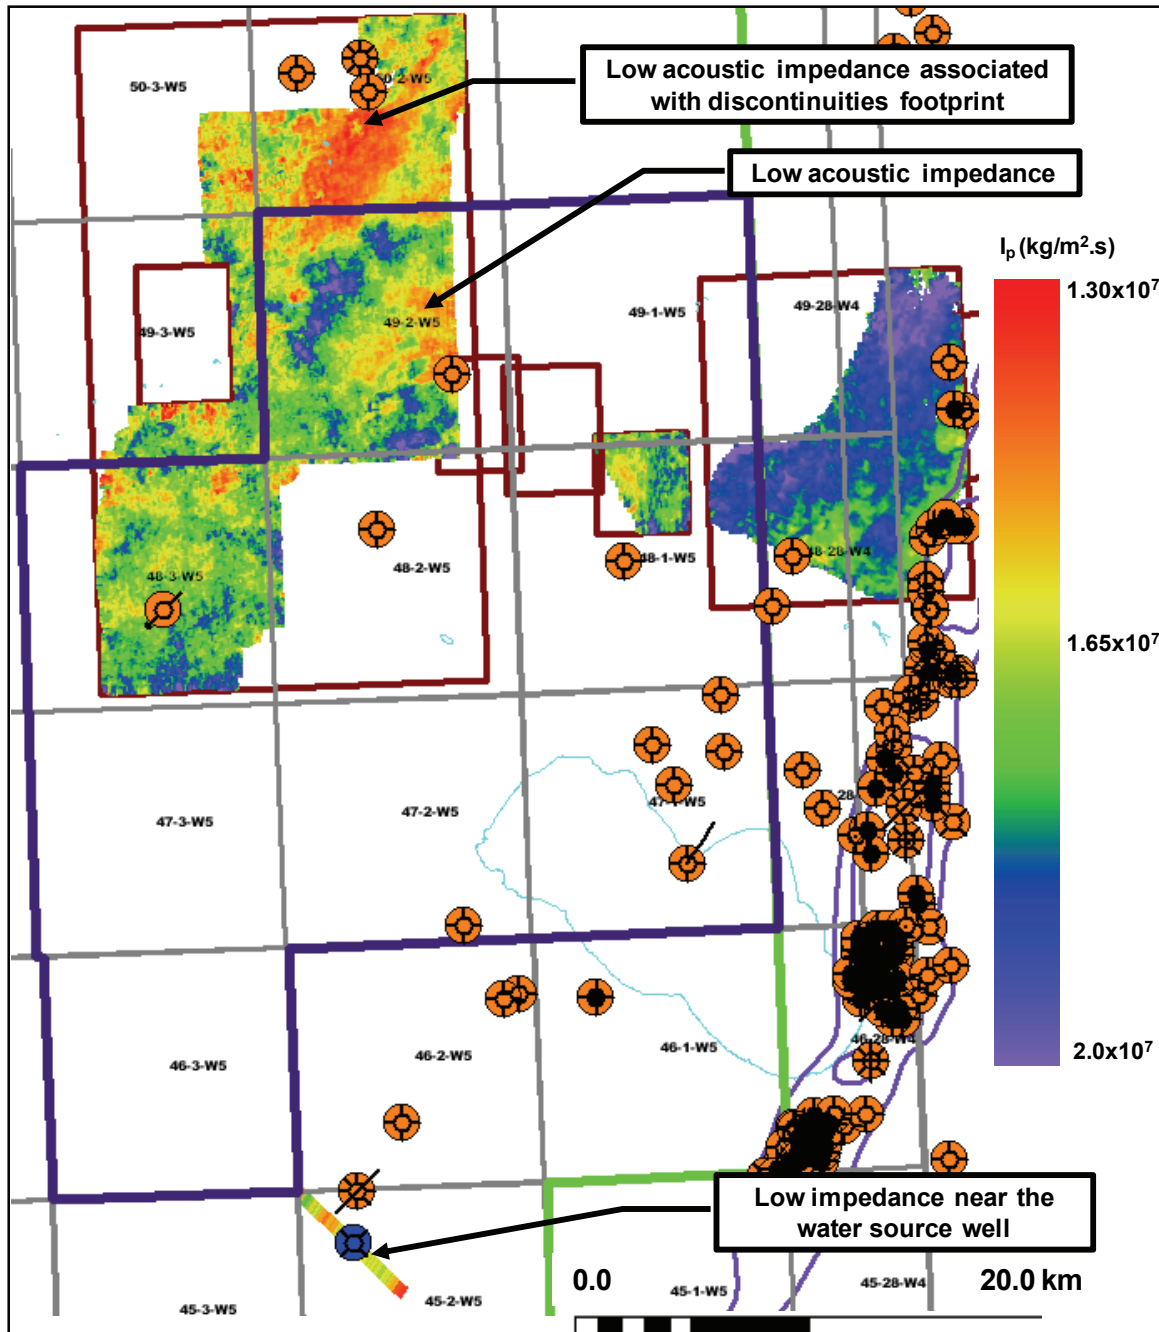 50-3-W5
50-2-W5
Low acoustic impedance associated
with discontinuities footprint
Low acoustic impedance
Ip (kg/m².s)
1.30x10⁷
49-3-W5
49-2-W5
49-1-W5
49-28-W4
48-3-W5
48-2-W5
48-1-W5
48-28-W4
1.65x10⁷
47-3-W5
47-2-W5
47-1-W5
28
46-3-W5
46-2-W5
46-1-W5
46-28-W4
2.0x10⁷
Low impedance near the
water source well
0.0
20.0 km
45-3-W5
45-2-W5
45-1-W5
45-28-W4